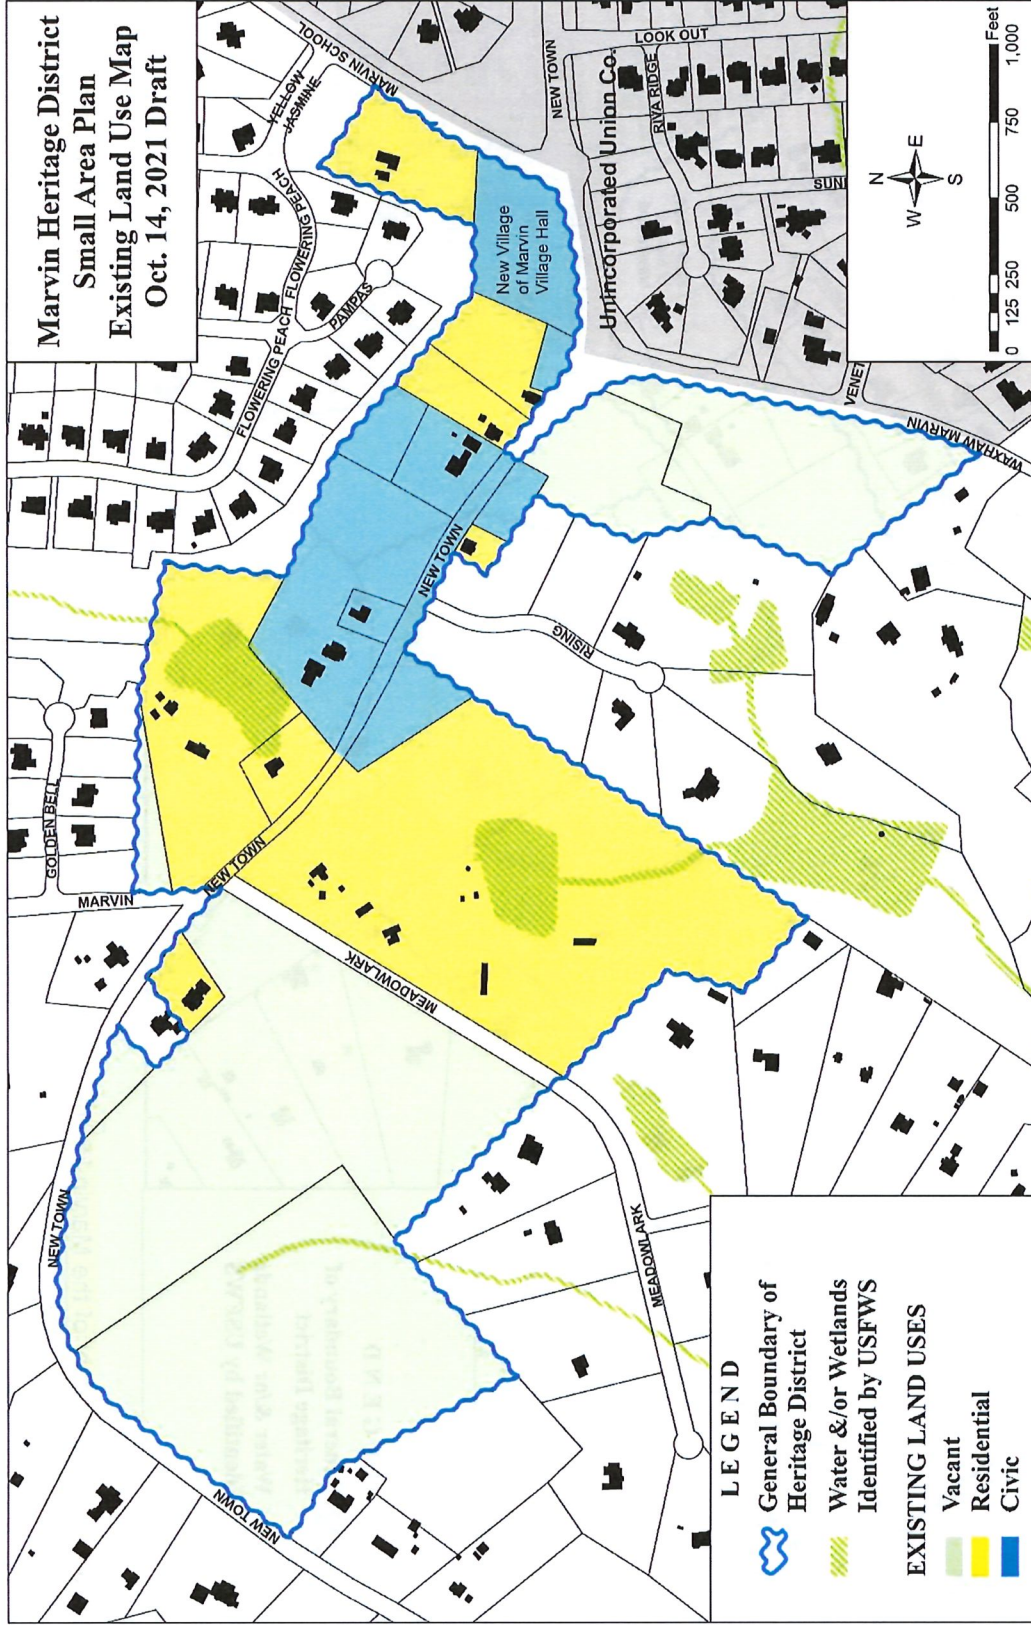 Marvin Heritage District
Small Area Plan
Existing Land Use Map
Oct. 14, 2021 Draft
MARVIN SCHOOL
YELLOW
JASMINE
FLOWERING PEACH
FLOWERING PEACH
PAMPAS
GOLDEN BELL
MARVIN
NEW TOWN
NEW TOWN
NEW TOWN
NEW TOWN
NEW TOWN
LOOK OUT
RIVA RIDGE
Unincorporated Union Co.
New Village
of Marvin
Village Hall
RISING
MEADOWLARK
MEADOWLARK
WAXHAW MARVIN
N
W
E
S
0
125
250
500
750
1,000
Feet
LEGEND
General Boundary of
Heritage District
Water &/or Wetlands
Identified by USFWS
EXISTING LAND USES
Vacant
Residential
Civic